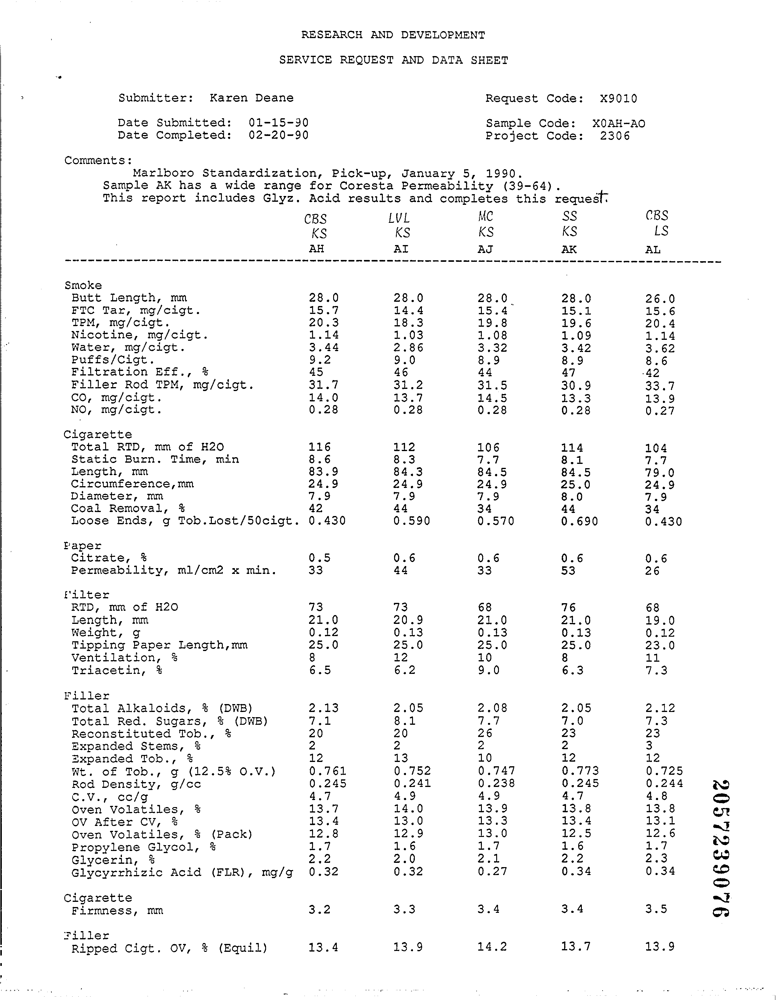 RESEARCH AND DEVELOPMENT
SERVICE REQUEST AND DATA SHEET
Submitter: Karen Deane Request Code: X9010
Date Submitted: 01-15-90 Sample Code: X0AH-AO
Date Completed: 02-20-90 Project Code: 2306
Comments:
Marlboro Standardization, Pick-up, January 5, 1990.
Sample AK has a wide range for Coresta Permeability (39-64).
This report includes Glyz. Acid results and completes this request.
CBS LVL MC SS CBS
KS KS KS KS LS
AH AI AJ AK AL
Smoke
Butt Length, mm 28.0 28.0 28.0 28.0 26.0
FTC Tar, mg/cigt. 15.7 14.4 15.4 15.1 15.6
TPM, mg/cigt. 20.3 18.3 19.8 19.6 20.4
Nicotine, mg/cigt. 1.14 1.03 1.08 1.09 1.14
Water, mg/cigt. 3.44 2.86 3.32 3.42 3.62
Puffs/Cigt. 9.2 9.0 8.9 8.9 8.6
Filtration Eff., % 45 46 44 47 42
Filler Rod TPM, mg/cigt. 31.7 31.2 31.5 30.9 33.7
CO, mg/cigt. 14.0 13.7 14.5 13.3 13.9
NO, mg/cigt. 0.28 0.28 0.28 0.28 0.27
Cigarette
Total RTD, mm of H2O 116 112 106 114 104
Static Burn. Time, min 8.6 8.3 7.7 8.1 7.7
Length, mm 83.9 84.3 84.5 84.5 79.0
Circumference,mm 24.9 24.9 24.9 25.0 24.9
Diameter, mm 7.9 7.9 7.9 8.0 7.9
Coal Removal, % 42 44 34 44 34
Loose Ends, g Tob.Lost/50cigt. 0.430 0.590 0.570 0.690 0.430
Paper
Citrate, % 0.5 0.6 0.6 0.6 0.6
Permeability, ml/cm2 x min. 33 44 33 53 26
Filter
RTD, mm of H2O 73 73 68 76 68
Length, mm 21.0 20.9 21.0 21.0 19.0
Weight, g 0.12 0.13 0.13 0.13 0.12
Tipping Paper Length,mm 25.0 25.0 25.0 25.0 23.0
Ventilation, % 8 12 10 8 11
Triacetin, % 6.5 6.2 9.0 6.3 7.3
Filler
Total Alkaloids, % (DWB) 2.13 2.05 2.08 2.05 2.12
Total Red. Sugars, % (DWB) 7.1 8.1 7.7 7.0 7.3
Reconstituted Tob., % 20 20 26 23 23
Expanded Stems, % 2 2 2 2 3
Expanded Tob., % 12 13 10 12 12
Wt. of Tob., g (12.5% O.V.) 0.761 0.752 0.747 0.773 0.725
Rod Density, g/cc 0.245 0.241 0.238 0.245 0.244
C.V., cc/g 4.7 4.9 4.9 4.7 4.8
Oven Volatiles, % 13.7 14.0 13.9 13.8 13.8
OV After CV, % 13.4 13.0 13.3 13.4 13.1
Oven Volatiles, % (Pack) 12.8 12.9 13.0 12.5 12.6
Propylene Glycol, % 1.7 1.6 1.7 1.6 1.7
Glycerin, % 2.2 2.0 2.1 2.2 2.3
Glycyrrhizic Acid (FLR), mg/g 0.32 0.32 0.27 0.34 0.34
Cigarette
Firmness, mm 3.2 3.3 3.4 3.4 3.5
Filler
Ripped Cigt. OV, % (Equil) 13.4 13.9 14.2 13.7 13.9
2057239076